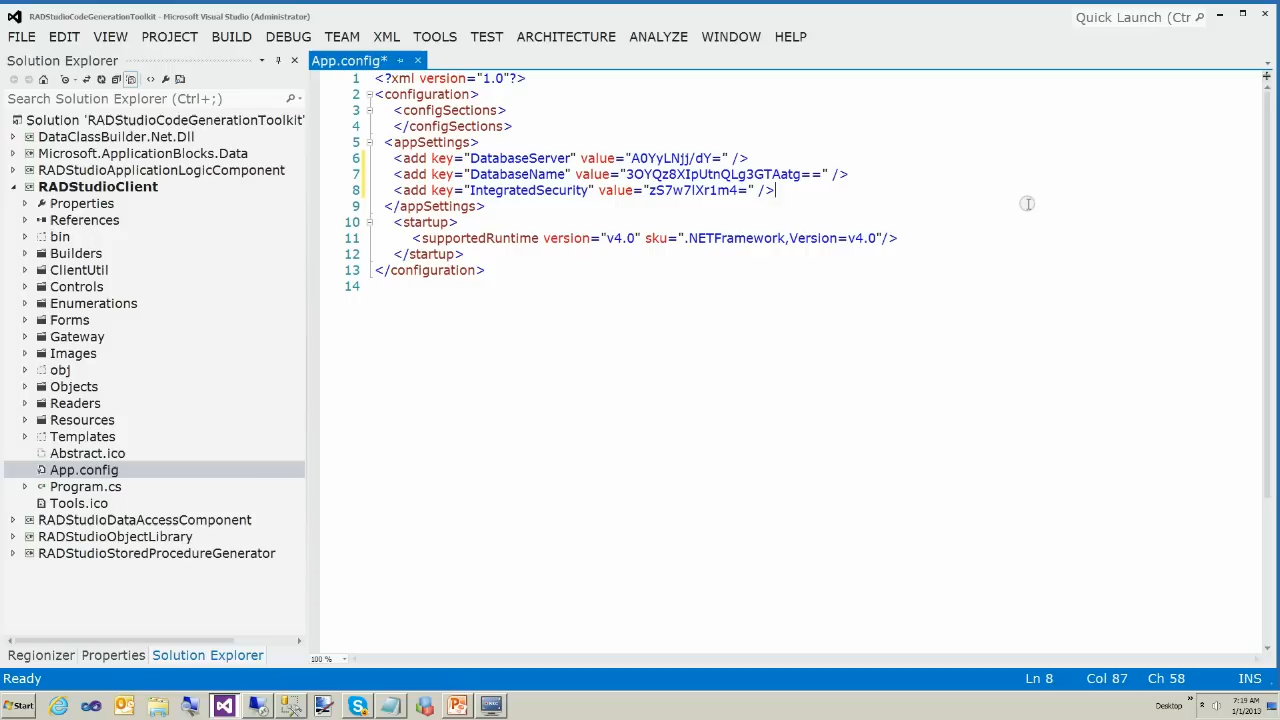 RADStudioCodeGenerationToolkit* - Microsoft Visual Studio (Administrator)
Quick Launch (Ctr
FILE EDIT VIEW PROJECT BUILD DEBUG TEAM XML TOOLS TEST ARCHITECTURE ANALYZE WINDOW HELP
Solution Explorer
App.config*
Search Solution Explorer (Ctrl+;)
Solution 'RADStudioCodeGenerationToolkit'
DataClassBuilder.Net.Dll
Microsoft.ApplicationBlocks.Data
RADStudioApplicationLogicComponent
RADStudioClient
Properties
References
bin
Builders
ClientUtil
Controls
Enumerations
Forms
Gateway
Images
obj
Objects
Readers
Resources
Templates
Abstract.ico
App.config
Program.cs
Tools.ico
RADStudioDataAccessComponent
RADStudioObjectLibrary
RADStudioStoredProcedureGenerator
Regionizer Properties Solution Explorer
1 <?xml version="1.0"?>
2 <configuration>
3 <configSections>
4 </configSections>
5 <appSettings>
6 <add key="DatabaseServer" value="A0YyLNjj/dY=" />
7 <add key="DatabaseName" value="3OYQz8XIpUtnQLg3GTAatg==" />
8 <add key="IntegratedSecurity" value="zS7w7lXr1m4=" />
9 </appSettings>
10 <startup>
11 <supportedRuntime version="v4.0" sku=".NETFramework,Version=v4.0"/>
12 </startup>
13 </configuration>
14
100 %
Ready
Ln 8 Col 87 Ch 58 INS
Start
Desktop
7:19 AM
1/1/2013